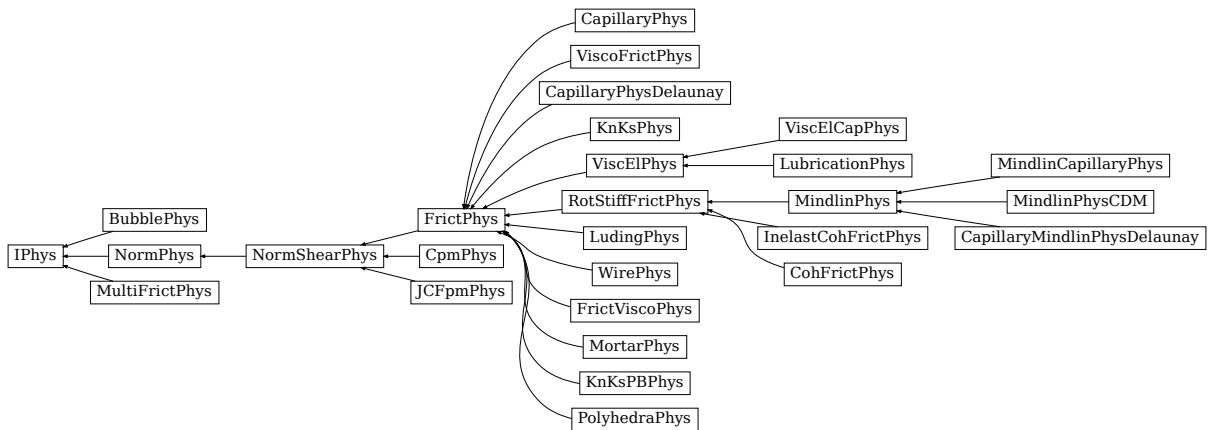 CapillaryPhys
ViscoFrictPhys
CapillaryPhysDelaunay
KnKsPhys
ViscElCapPhys
ViscElPhys
LubricationPhys
MindlinCapillaryPhys
RotStiffFrictPhys
MindlinPhys
MindlinPhysCDM
BubblePhys
FrictPhys
LudingPhys
InelastCohFrictPhys
CapillaryMindlinPhysDelaunay
IPhys
NormPhys
NormShearPhys
CpmPhys
WirePhys
CohFrictPhys
MultiFrictPhys
JCFpmPhys
FrictViscoPhys
MortarPhys
KnKsPBPhys
PolyhedraPhys